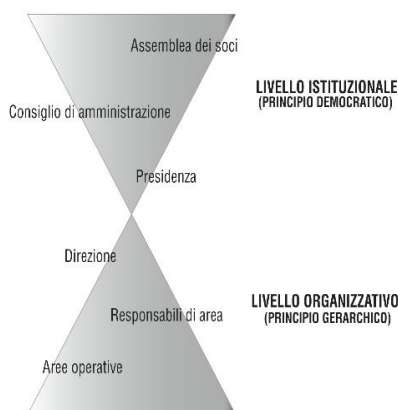 Assemblea dei soci
LIVELLO ISTITUZIONALE
(PRINCIPIO DEMOCRATICO)
Consiglio di amministrazione
Presidenza
Direzione
LIVELLO ORGANIZZATIVO
(PRINCIPIO GERARCHICO)
Responsabili di area
Aree operative